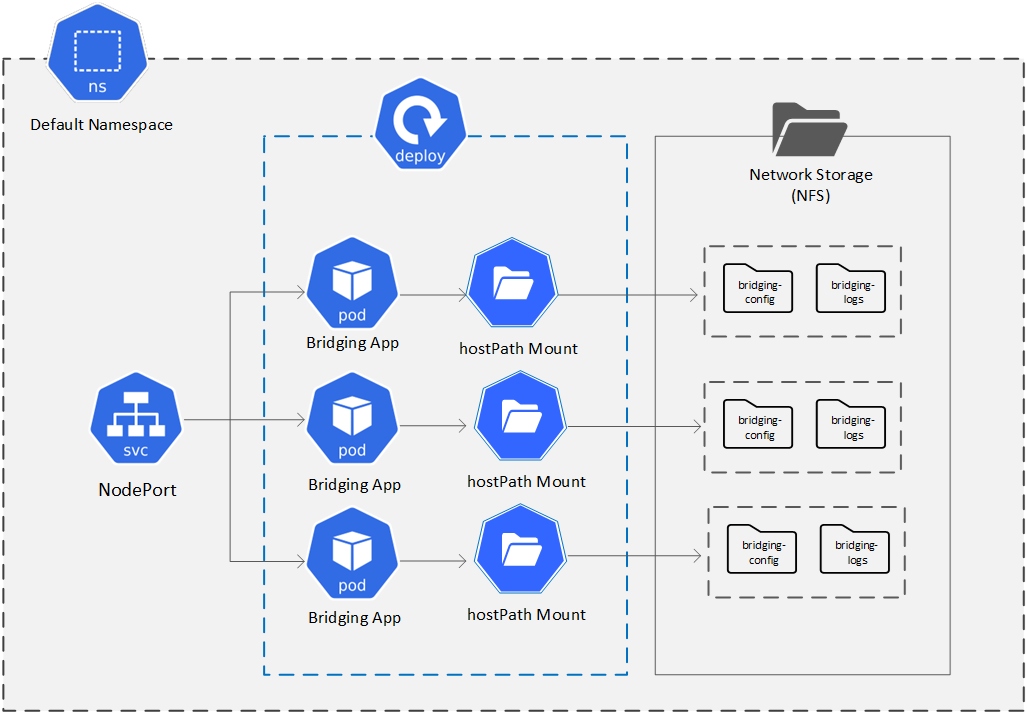 ns
Default Namespace
deploy
Network Storage
(NFS)
pod
Bridging App
hostPath Mount
bridging-
config
bridging-
logs
svc
NodePort
pod
Bridging App
hostPath Mount
bridging-
config
bridging-
logs
pod
Bridging App
hostPath Mount
bridging-
config
bridging-
logs